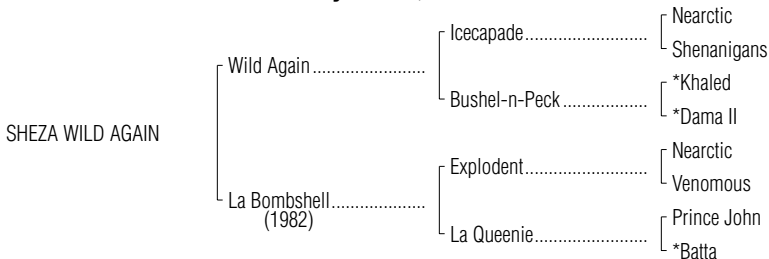 Nearctic
Icecapade
Shenanigans
Wild Again
*Khaled
Bushel-n-Peck
*Dama II
SHEZA WILD AGAIN
Nearctic
Explodent
Venomous
La Bombshell
(1982)
Prince John
La Queenie
*Batta